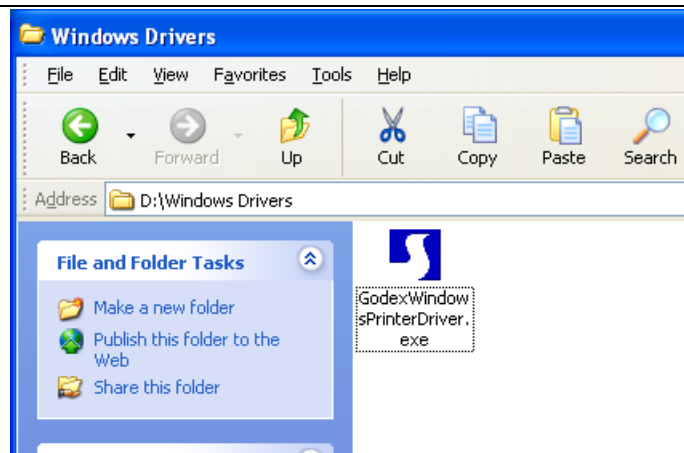 Windows Drivers
File Edit View Favorites Tools Help
Back Forward Up Cut Copy Paste Search
Address D:\Windows Drivers
File and Folder Tasks
Make a new folder
Publish this folder to the
Web
Share this folder
GodexWindow
sPrinterDriver.
exe